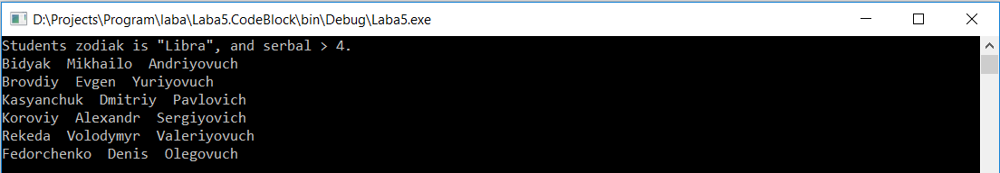 D:\Projects\Program\laba\Laba5.CodeBlock\bin\Debug\Laba5.exe
Students zodiak is "Libra", and serbal > 4.
Bidyak  Mikhailo  Andriyovuch
Brovdiy  Evgen  Yuriyovuch
Kasyanchuk  Dmitriy  Pavlovich
Koroviy  Alexandr  Sergiyovich
Rekeda  Volodymyr  Valeriyovuch
Fedorchenko  Denis  Olegovuch